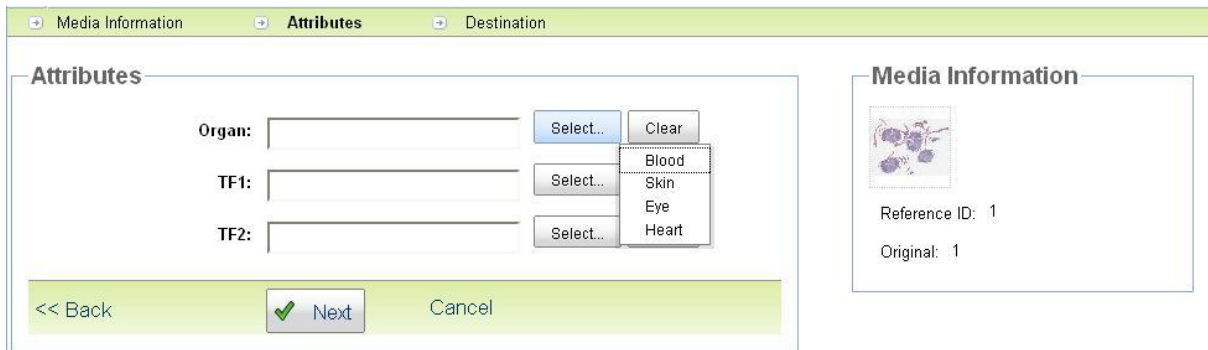 Media Information Attributes Destination
Attributes
Organ: Select... Clear
Blood
Skin
Eye
Heart
TF1: Select...
TF2: Select...
<< Back Next Cancel
Media Information
Reference ID: 1
Original: 1